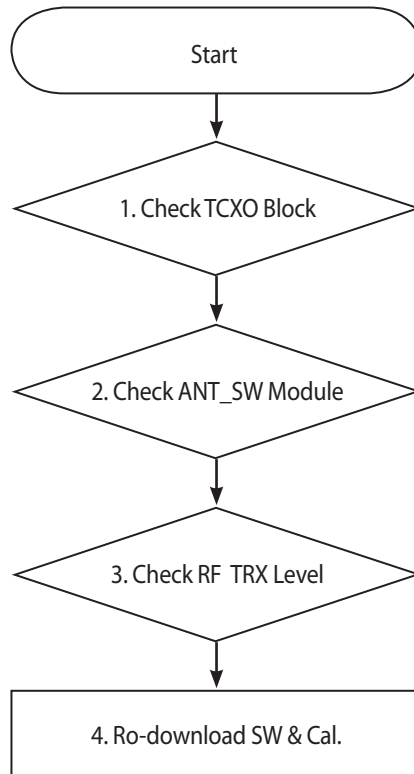 Start
1. Check TCXO Block
2. Check ANT_SW Module
3. Check RF TRX Level
4. Ro-download SW & Cal.